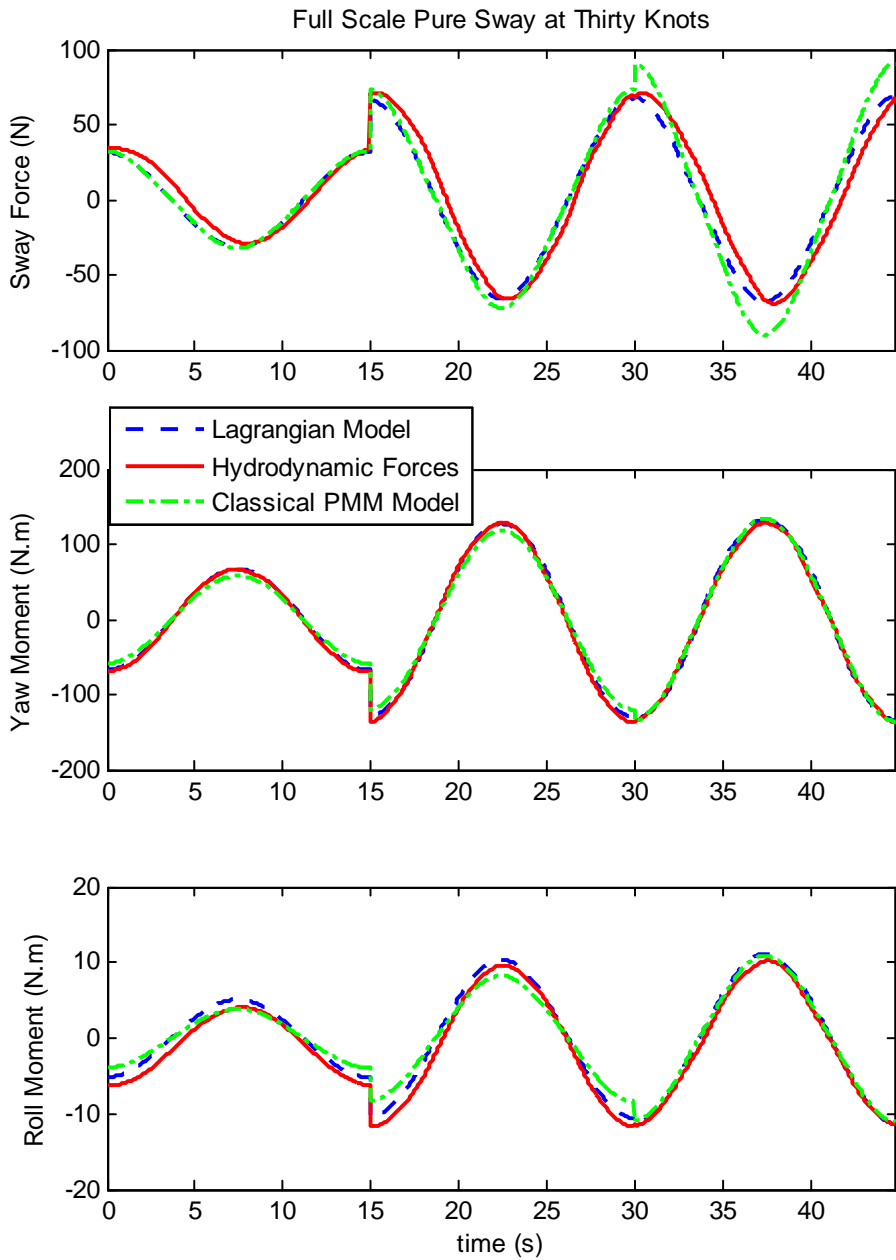 Full Scale Pure Sway at Thirty Knots
Sway Force (N)
100
50
0
-50
-100
0 5 10 15 20 25 30 35 40
Lagrangian Model
Hydrodynamic Forces
Classical PMM Model
Yaw Moment (N.m)
200
100
0
-100
-200
0 5 10 15 20 25 30 35 40
Roll Moment (N.m)
20
10
0
-10
-20
0 5 10 15 20 25 30 35 40
time (s)